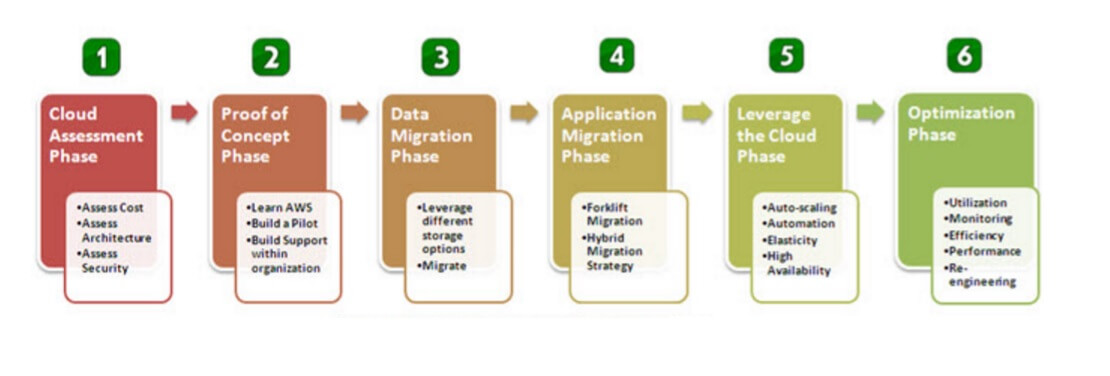 1
Cloud
Assessment
Phase
•Assess Cost
•Assess
Architecture
•Assess
Security
2
Proof of
Concept
Phase
•Learn AWS
•Build a Pilot
•Build Support
within
organization
3
Data
Migration
Phase
•Leverage
different
storage
options
•Migrate
4
Application
Migration
Phase
•Forklift
Migration
•Hybrid
Migration
Strategy
5
Leverage
the Cloud
Phase
•Auto-scaling
•Automation
•Elasticity
•High
Availability
6
Optimization
Phase
•Utilization
•Monitoring
•Efficiency
•Performance
•Re-
engineering